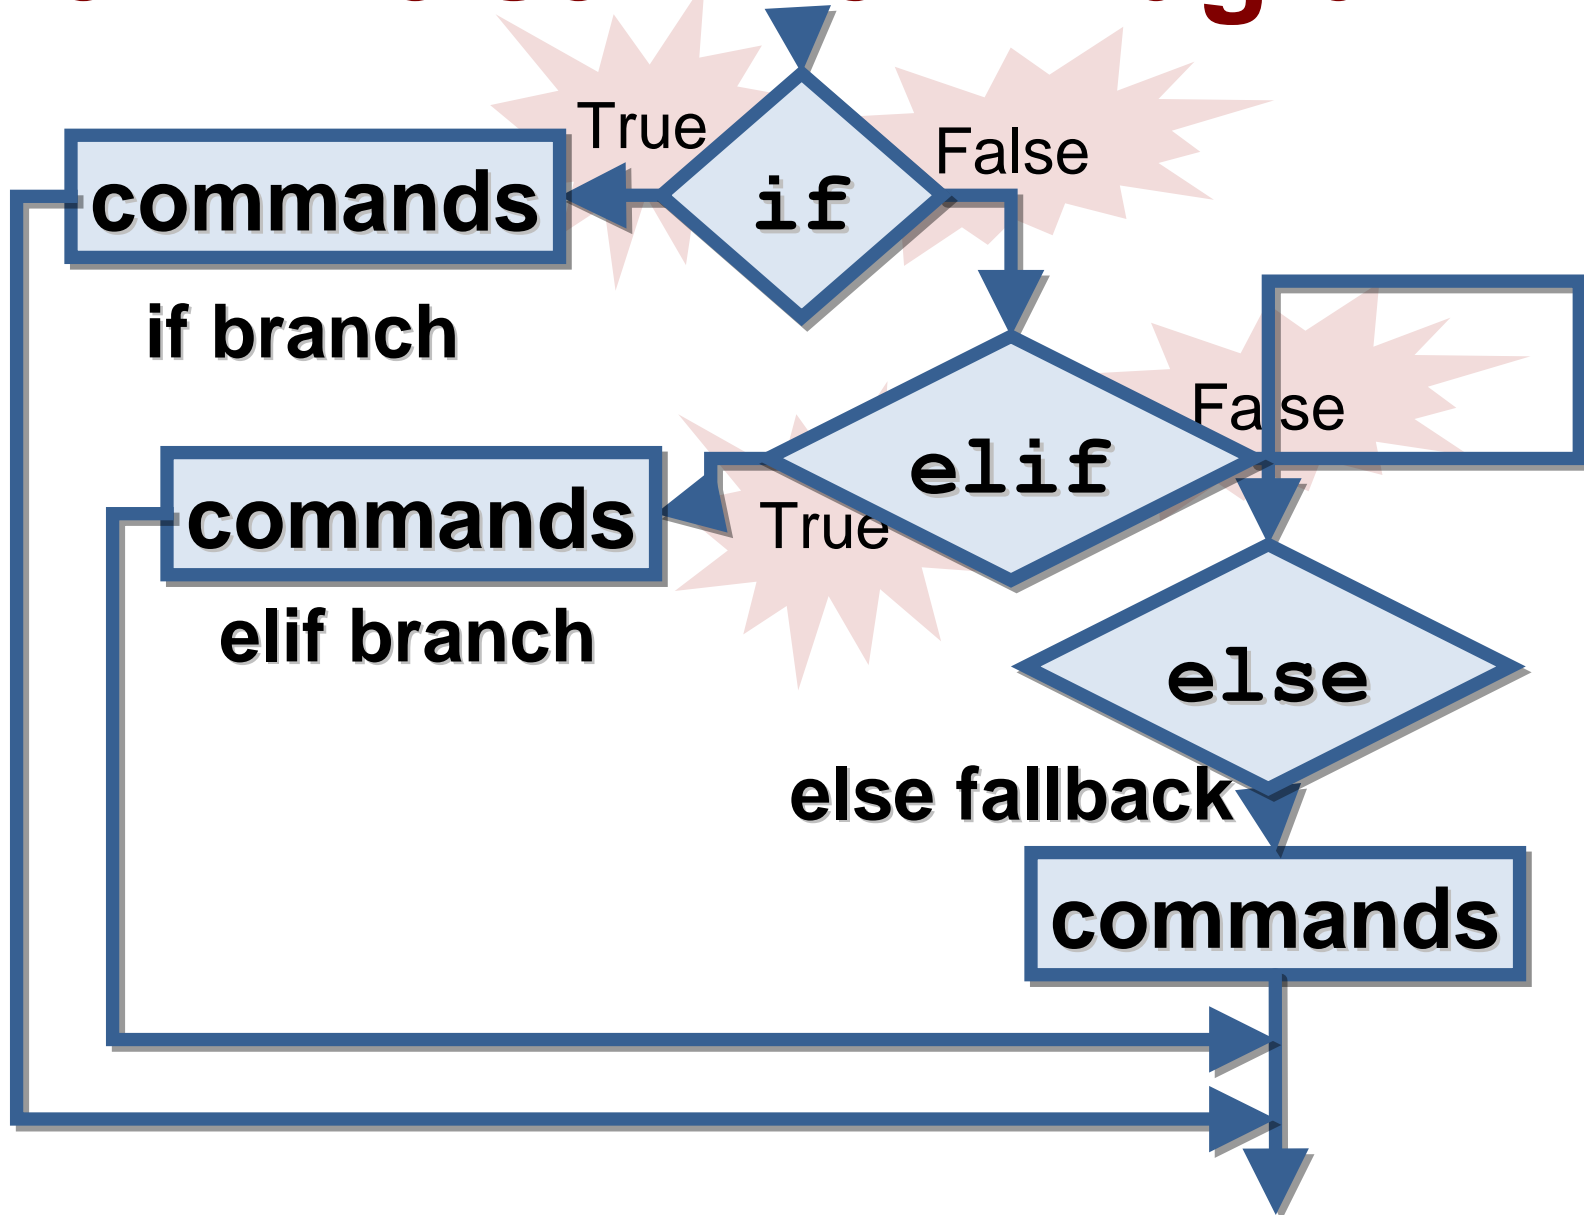 True
False
commands
if
if branch
False
elif
commands
True
elif branch
else
else fallback
commands